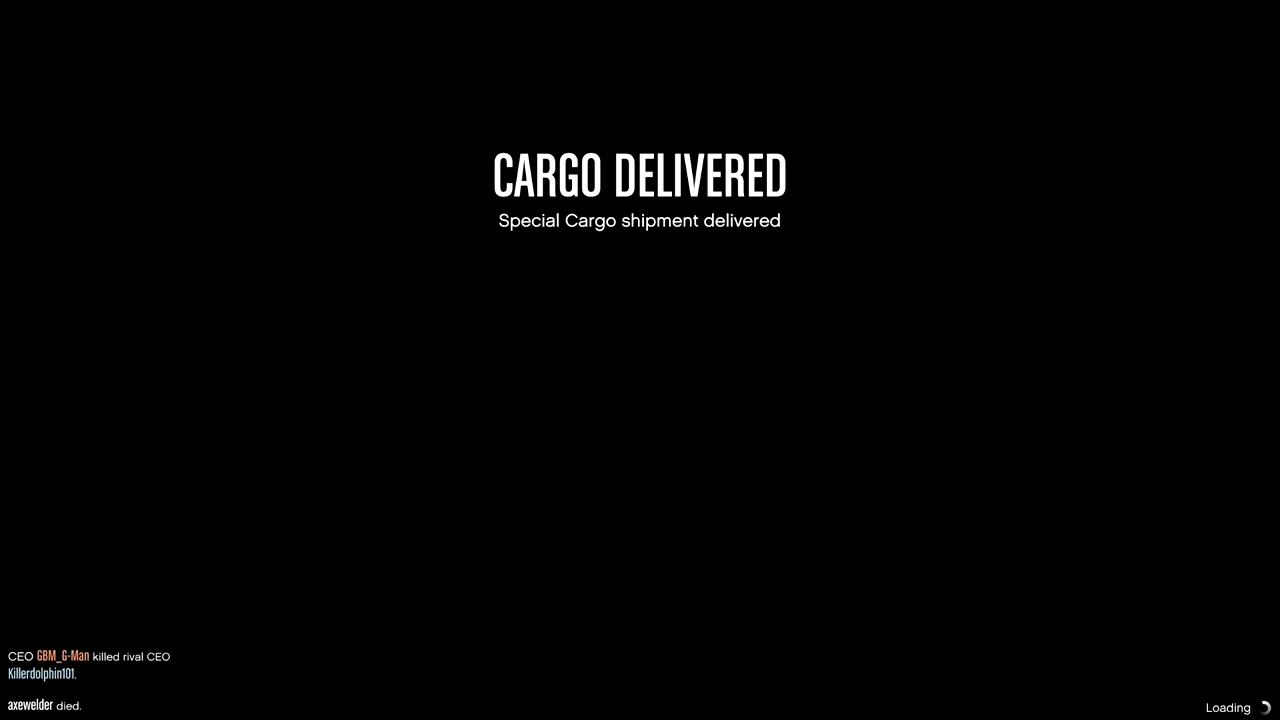 CARGO DELIVERED
Special Cargo shipment delivered
CEO GBM_G-Man killed rival CEO
Killerdolphin101.
axewelder died.
Loading